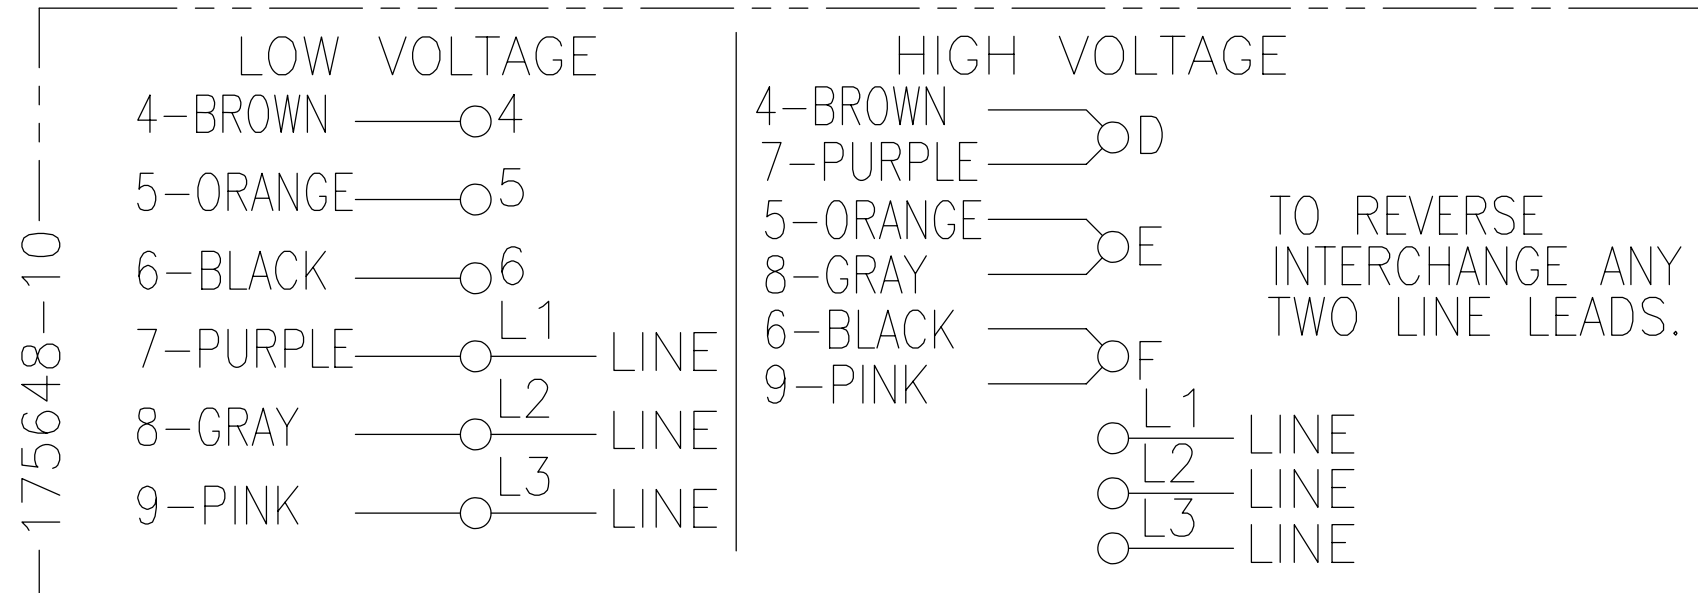 LOW VOLTAGE
4-BROWN 4
5-ORANGE 5
6-BLACK 6
L1
7-PURPLE LINE
L2
8-GRAY LINE
L3
9-PINK LINE
HIGH VOLTAGE
4-BROWN
D
7-PURPLE
5-ORANGE
E
8-GRAY
6-BLACK
F
9-PINK
L1
LINE
L2
LINE
L3
LINE
TO REVERSE
INTERCHANGE ANY
TWO LINE LEADS.
175648-10